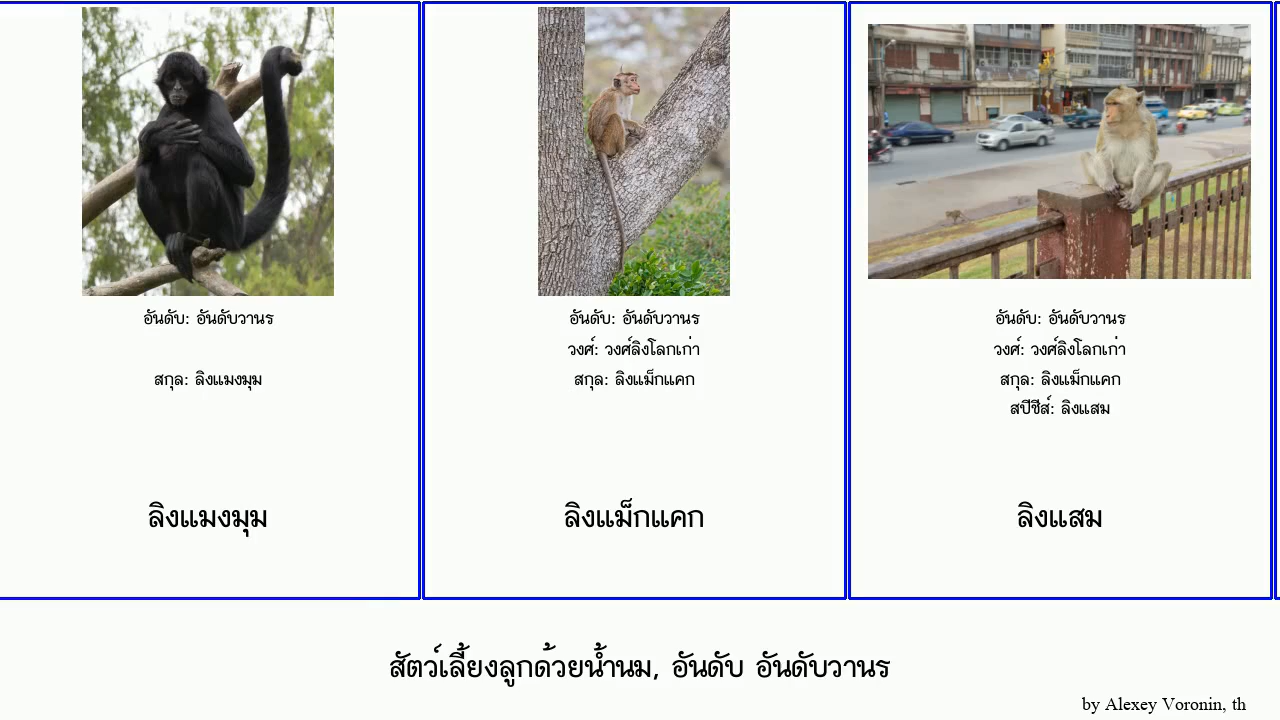 อันดับ: อันดับวานร
สกุล: ลิงแมงมุม
ลิงแมงมุม
อันดับ: อันดับวานร
วงศ์: วงศ์ลิงโลกเก่า
สกุล: ลิงแม็กแคก
ลิงแม็กแคก
อันดับ: อันดับวานร
วงศ์: วงศ์ลิงโลกเก่า
สกุล: ลิงแม็กแคก
สปีชีส์: ลิงแสม
ลิงแสม
สัตว์เลี้ยงลูกด้วยน้ำนม, อันดับ อันดับวานร
by Alexey Voronin, th